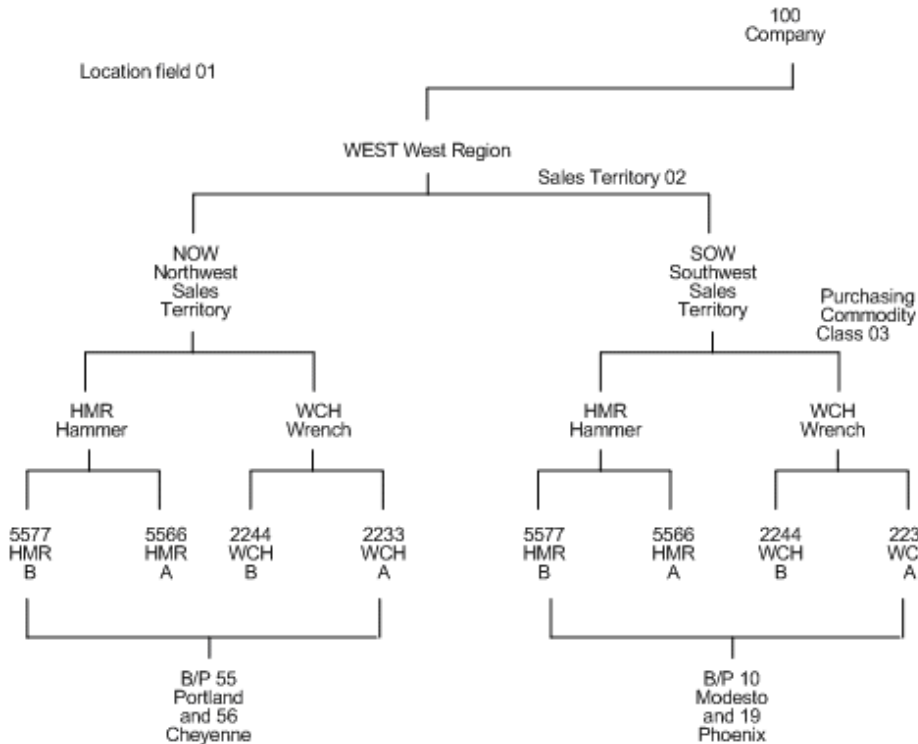 100
Company
Location field 01
WEST West Region
Sales Territory 02
NOW
Northwest
Sales
Territory
SOW
Southwest
Sales
Territory
Purchasing
Commodity
Class 03
HMR
Hammer
WCH
Wrench
HMR
Hammer
WCH
Wrench
5577
HMR
B
5566
HMR
A
2244
WCH
B
2233
WCH
A
5577
HMR
B
5566
HMR
A
2244
WCH
B
223
WC
A
B/P 55
Portland
and 56
Cheyenne
B/P 10
Modesto
and 19
Phoenix